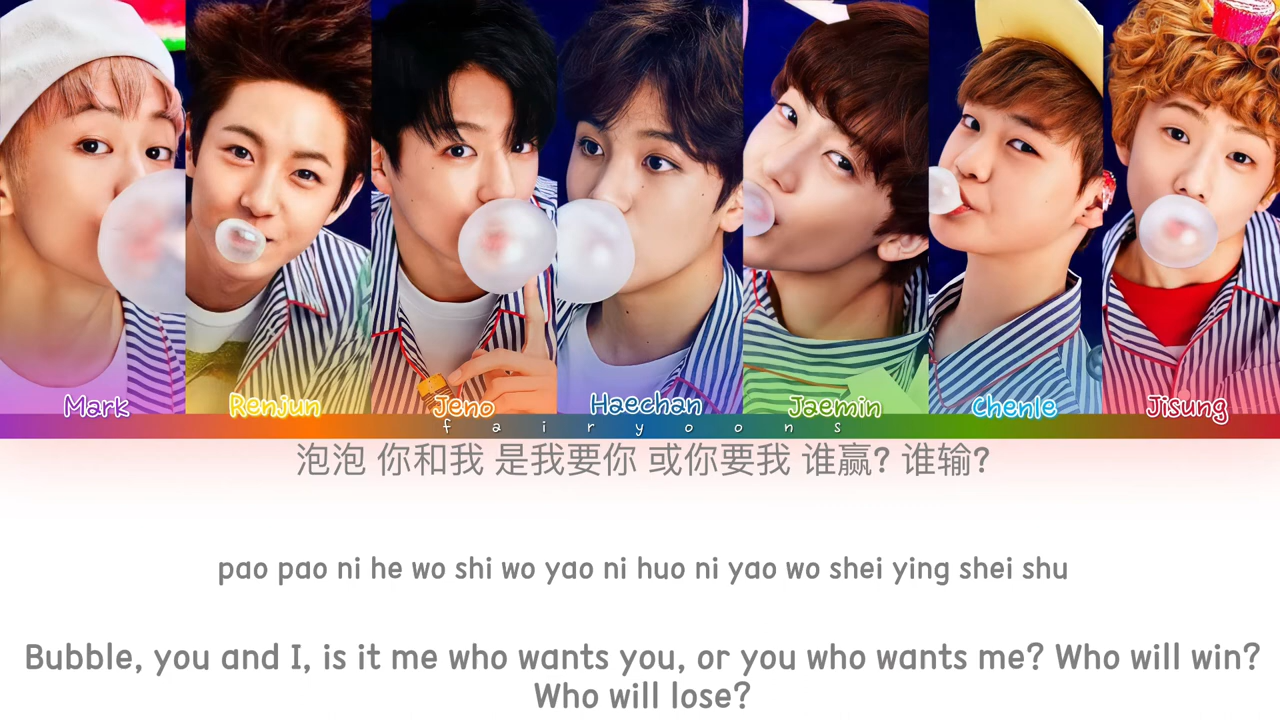 Mark Renjun Jeno Haechan Jaemin Chenle Jisung
fairyoons
泡泡 你和我 是我要你 或你要我 谁赢? 谁输?
pao pao ni he wo shi wo yao ni huo ni yao wo shei ying shei shu
Bubble, you and I, is it me who wants you, or you who wants me? Who will win?
Who will lose?